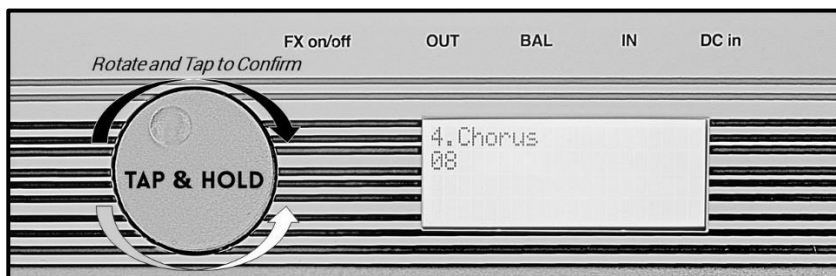 FX on/off OUT BAL IN DC in
Rotate and Tap to Confirm
TAP & HOLD
4.Chorus
08